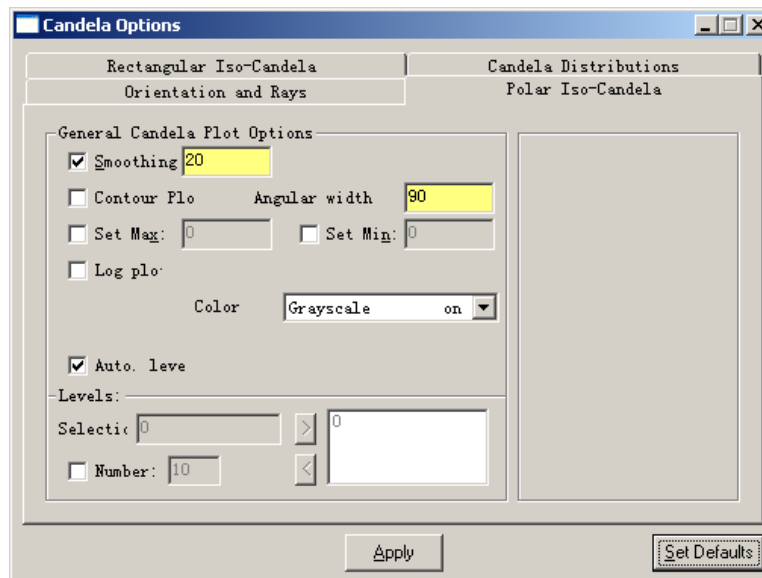 Candela Options
Rectangular Iso-Candela
Candela Distributions
Orientation and Rays
Polar Iso-Candela
General Candela Plot Options
Smoothing 20
Contour Plo Angular width 90
Set Max: 0 Set Min: 0
Log plo
Color Grayscale on
Auto. leve
Levels:
Selectic 0 > 0
Number: 10 <
Apply Set Defaults